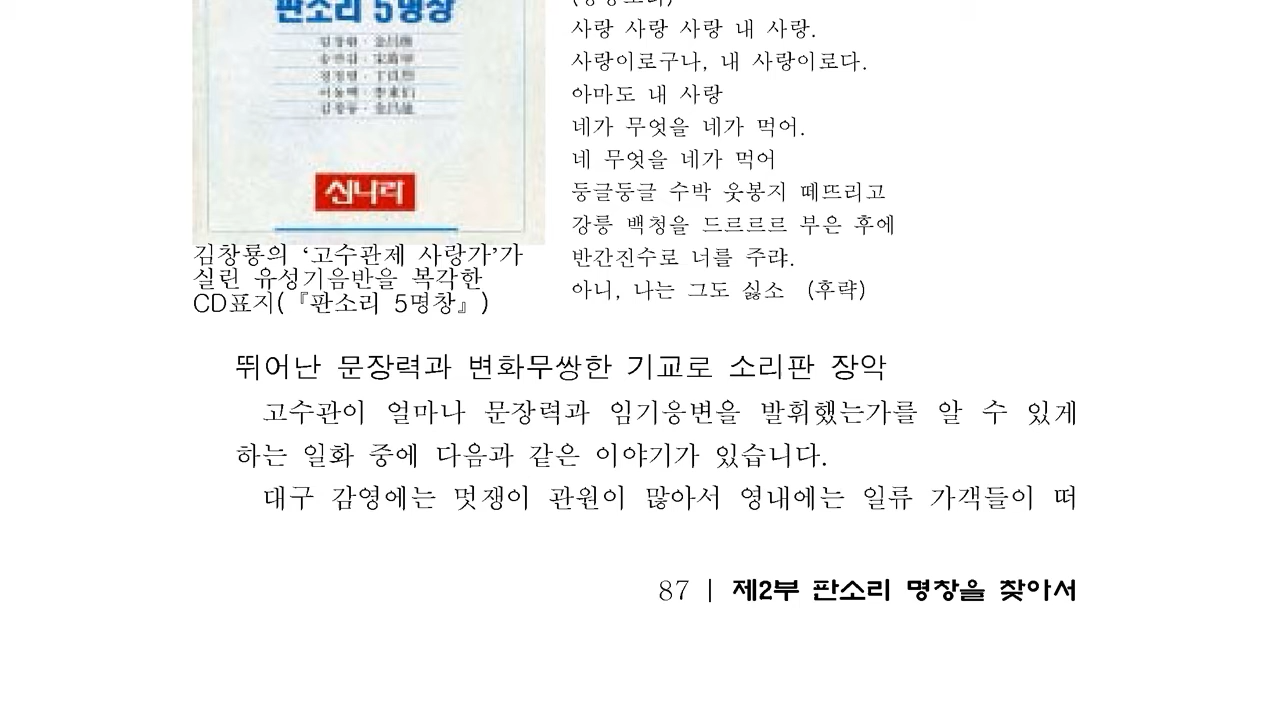 판소리 5명창
신나라
김창룡의 ‘고수관제 사랑가’가
실린 유성기음반을 복각한
CD표지(『판소리 5명창』)
사랑 사랑 사랑 내 사랑.
사랑이로구나, 내 사랑이로다.
아마도 내 사랑
네가 무엇을 네가 먹어.
네 무엇을 네가 먹어
둥글둥글 수박 웃봉지 떼뜨리고
강릉 백청을 드르르르 부은 후에
반간진수로 너를 주랴.
아니, 나는 그도 싫소 (후략)
뛰어난 문장력과 변화무쌍한 기교로 소리판 장악
고수관이 얼마나 문장력과 임기응변을 발휘했는가를 알 수 있게
하는 일화 중에 다음과 같은 이야기가 있습니다.
대구 감영에는 멋쟁이 관원이 많아서 영내에는 일류 가객들이 떠
87 | 제2부 판소리 명창을 찾아서